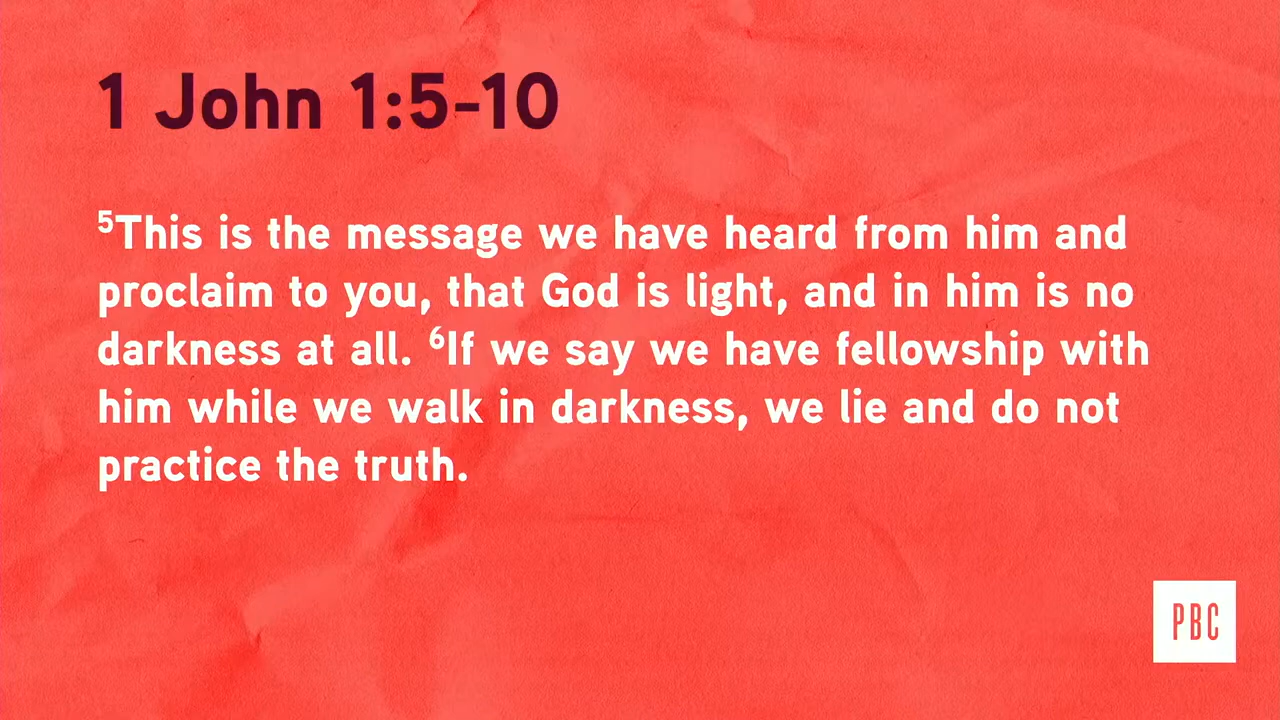 1 John 1:5-10
⁵This is the message we have heard from him and
proclaim to you, that God is light, and in him is no
darkness at all. ⁶If we say we have fellowship with
him while we walk in darkness, we lie and do not
practice the truth.
PBC